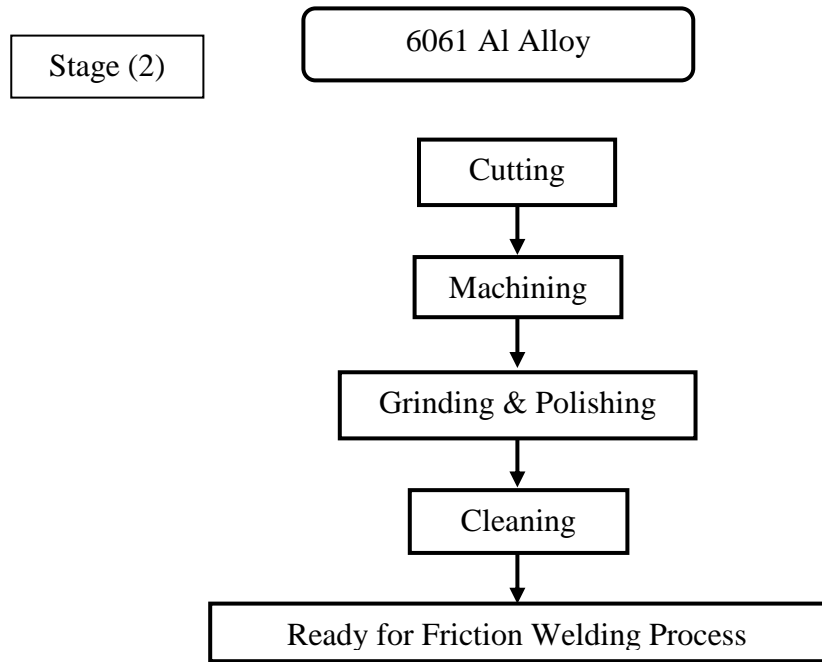 6061 Al Alloy
Stage (2)
Cutting
Machining
Grinding & Polishing
Cleaning
Ready for Friction Welding Process